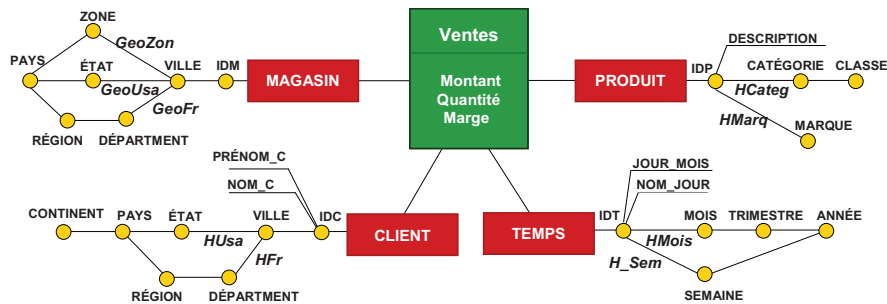 ZONE
GeoZon
PAYS
ÉTAT
VILLE
IDM
GeoUsa
GeoFr
RÉGION
DÉPARTMENT
MAGASIN
Ventes
Montant
Quantité
Marge
PRODUIT
DESCRIPTION
IDP
CATÉGORIE
CLASSE
HCateg
HMarq
MARQUE
PRÉNOM_C
NOM_C
CONTINENT
PAYS
ÉTAT
VILLE
IDC
HUsa
HFr
RÉGION
DÉPARTMENT
CLIENT
TEMPS
JOUR_MOIS
NOM_JOUR
IDT
MOIS
TRIMESTRE
ANNÉE
HMois
H_Sem
SEMAINE